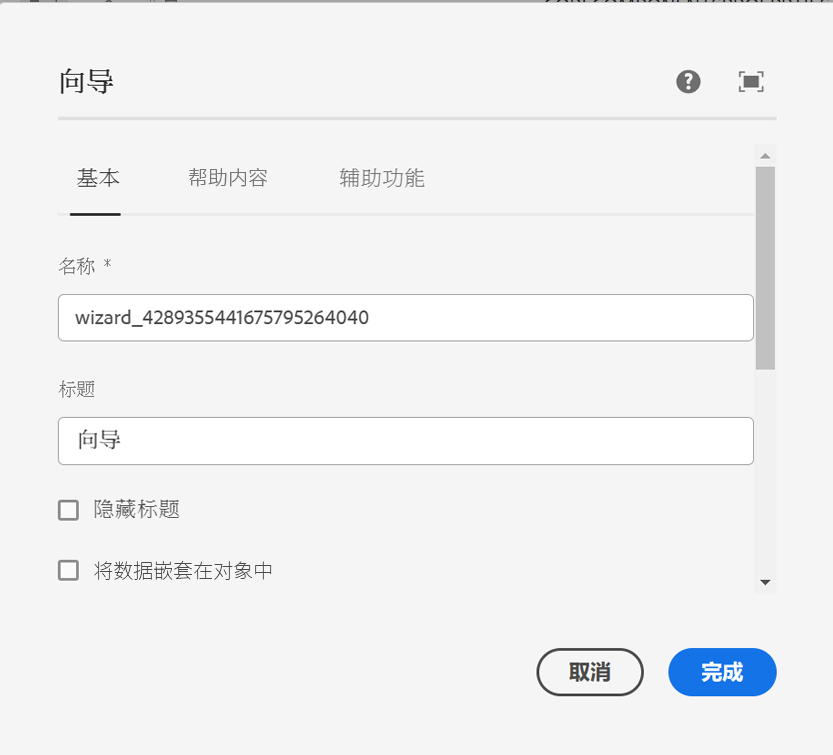 向导
基本 帮助内容 辅助功能
名称 *
wizard_4289355441675795264040
标题
向导
隐藏标题
将数据嵌套在对象中
取消 完成